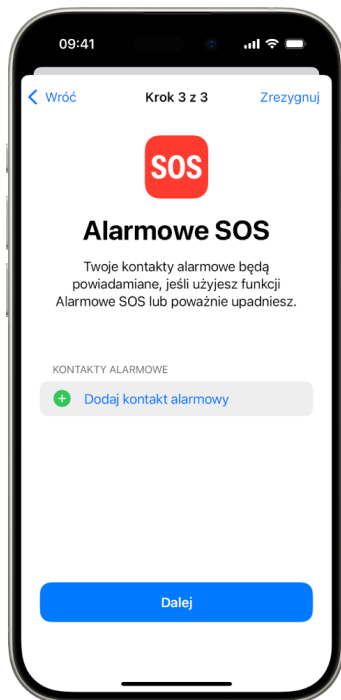 09:41
Wróć
Krok 3 z 3
Zrezygnuj
SOS
Alarmowe SOS
Twoje kontakty alarmowe będą
powiadamiane, jeśli użyjesz funkcji
Alarmowe SOS lub poważnie upadniesz.
KONTAKTY ALARMOWE
Dodaj kontakt alarmowy
Dalej